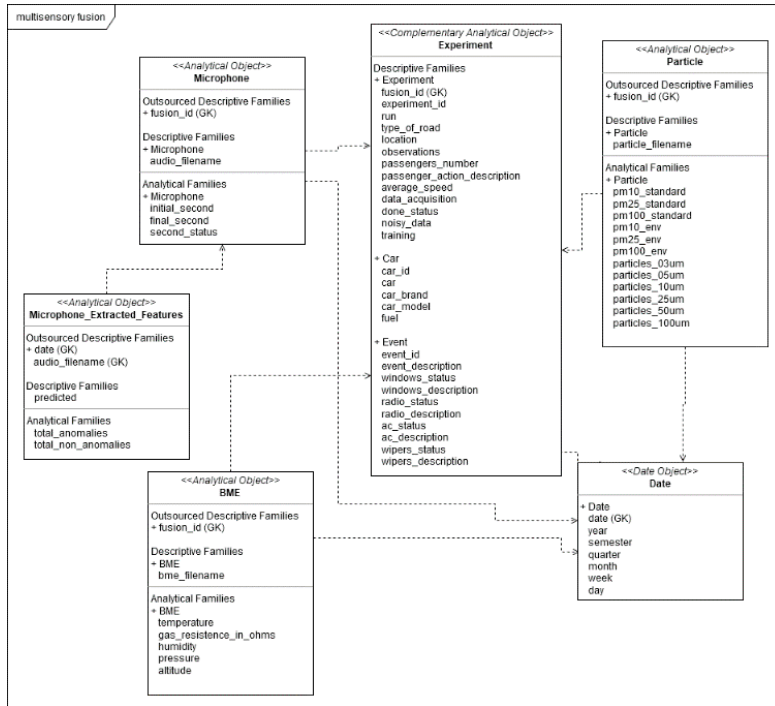 multisensory fusion
<<Analytical Object>>
Microphone
Outsourced Descriptive Families
+ fusion_id (GK)
Descriptive Families
+ Microphone
audio_filename
Analytical Families
+ Microphone
initial_second
final_second
second_status
<<Complementary Analytical Object>>
Experiment
Descriptive Families
+ Experiment
fusion_id (GK)
experiment_id
run
type_of_road
location
observations
passengers_number
passenger_action_description
average_speed
data_acquisition
done_status
noisy_data
training
+ Car
car_id
car
car_brand
car_model
fuel
+ Event
event_id
event_description
windows_status
windows_description
radio_status
radio_description
ac_status
ac_description
wipers_status
wipers_description
<<Analytical Object>>
Particle
Outsourced Descriptive Families
+ fusion_id (GK)
Descriptive Families
+ Particle
particle_filename
Analytical Families
+ Particle
pm10_standard
pm25_standard
pm100_standard
pm10_env
pm25_env
pm100_env
particles_03um
particles_05um
particles_10um
particles_25um
particles_50um
particles_100um
<<Analytical Object>>
Microphone_Extracted_Features
Outsourced Descriptive Families
+ date (GK)
audio_filename (GK)
Descriptive Families
predicted
Analytical Families
total_anomalies
total_non_anomalies
<<Analytical Object>>
BME
Outsourced Descriptive Families
+ fusion_id (GK)
Descriptive Families
+ BME
bme_filename
Analytical Families
+ BME
temperature
gas_resistence_in_ohms
humidity
pressure
altitude
<<Date Object>>
Date
+ Date
date (GK)
year
semester
quarter
month
week
day